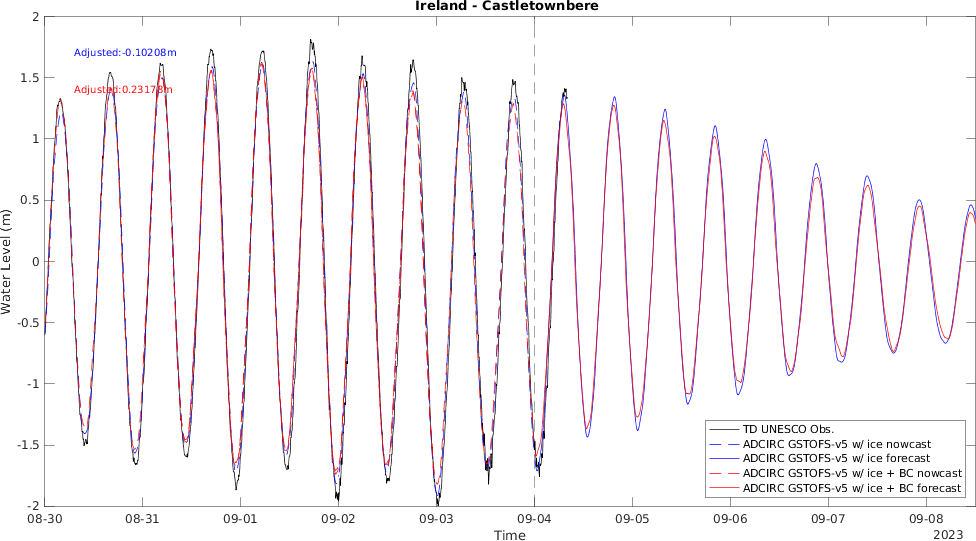 Ireland - Castletownbere
2
1.5
1
0.5
0
-0.5
-1
-1.5
-2
Water Level (m)
Adjusted:-0.10208m
Adjusted:0.23178m
TD UNESCO Obs.
ADCIRC GSTOFS-v5 w/ ice nowcast
ADCIRC GSTOFS-v5 w/ ice forecast
ADCIRC GSTOFS-v5 w/ice + BC nowcast
ADCIRC GSTOFS-v5 w/ice + BC forecast
08-30 08-31 09-01 09-02 09-03 09-04 09-05 09-06 09-07 09-08
Time
2023